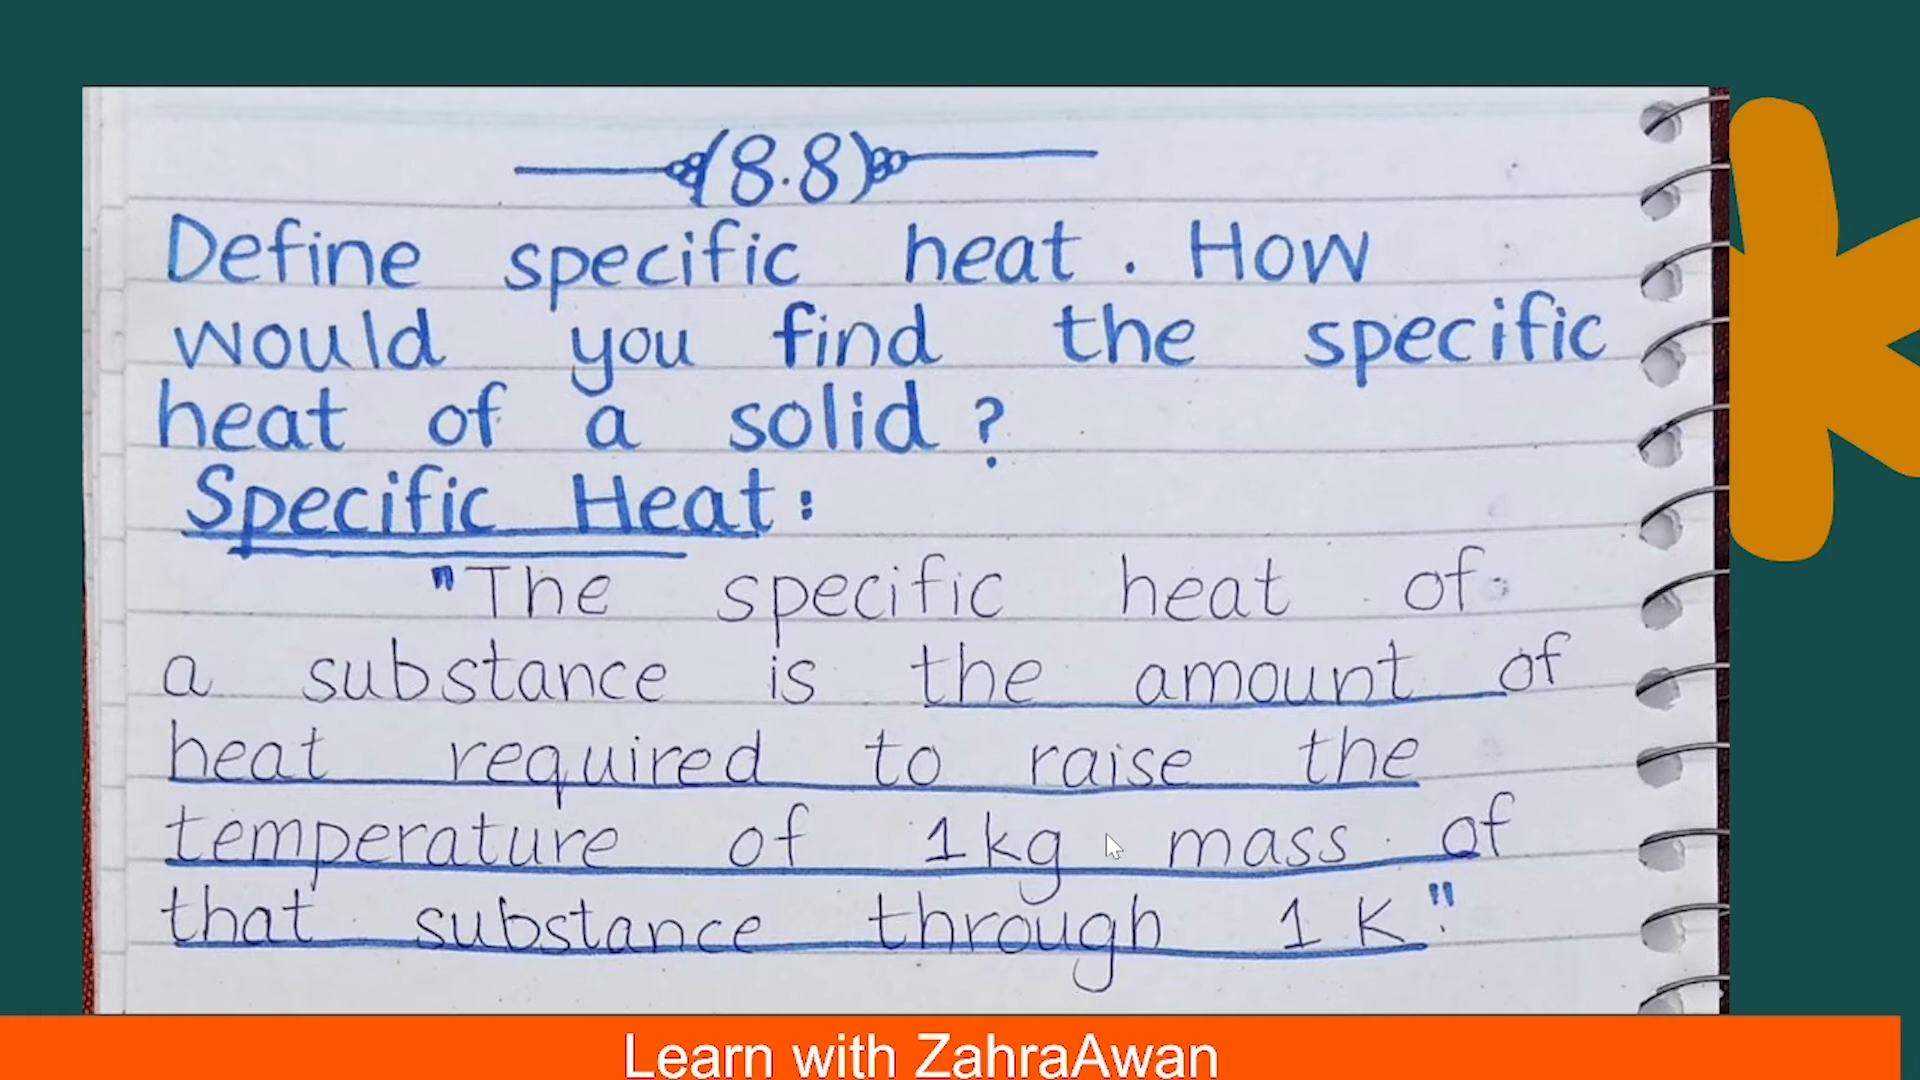 (8.8)
Define specific heat. How
would you find the specific
heat of a solid?
Specific Heat:
"The specific heat of
a substance is the amount of
heat required to raise the
temperature of 1kg mass of
that substance through 1K."
Learn with ZahraAwan